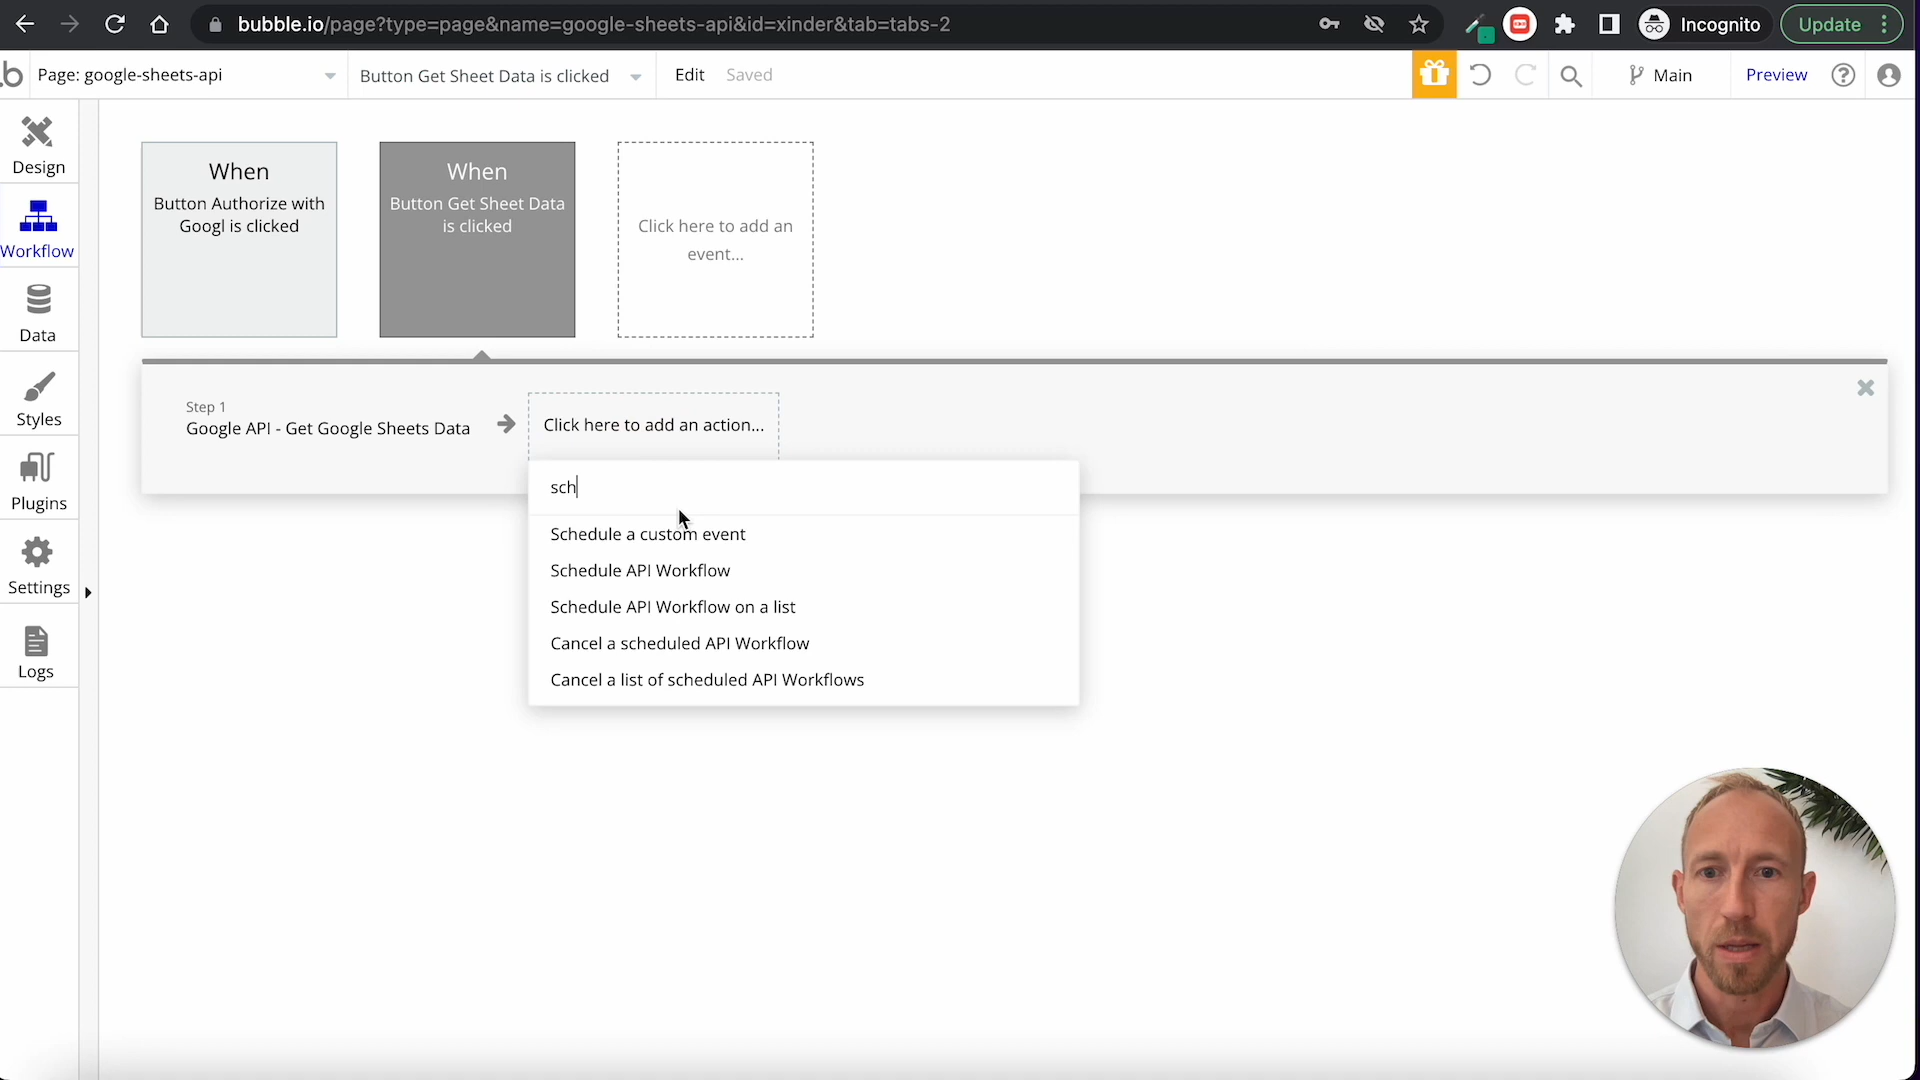 bubble.io/page?type=page&name=google-sheets-api&id=xinder&tab=tabs-2
Incognito
Update
.b
Page: google-sheets-api
Button Get Sheet Data is clicked
Edit
Saved
Main
Preview
Design
Workflow
Data
Styles
Plugins
Settings
Logs
When
Button Authorize with
Googl is clicked
When
Button Get Sheet Data
is clicked
Click here to add an
event...
Step 1
Google API - Get Google Sheets Data
Click here to add an action...
sch
Schedule a custom event
Schedule API Workflow
Schedule API Workflow on a list
Cancel a scheduled API Workflow
Cancel a list of scheduled API Workflows